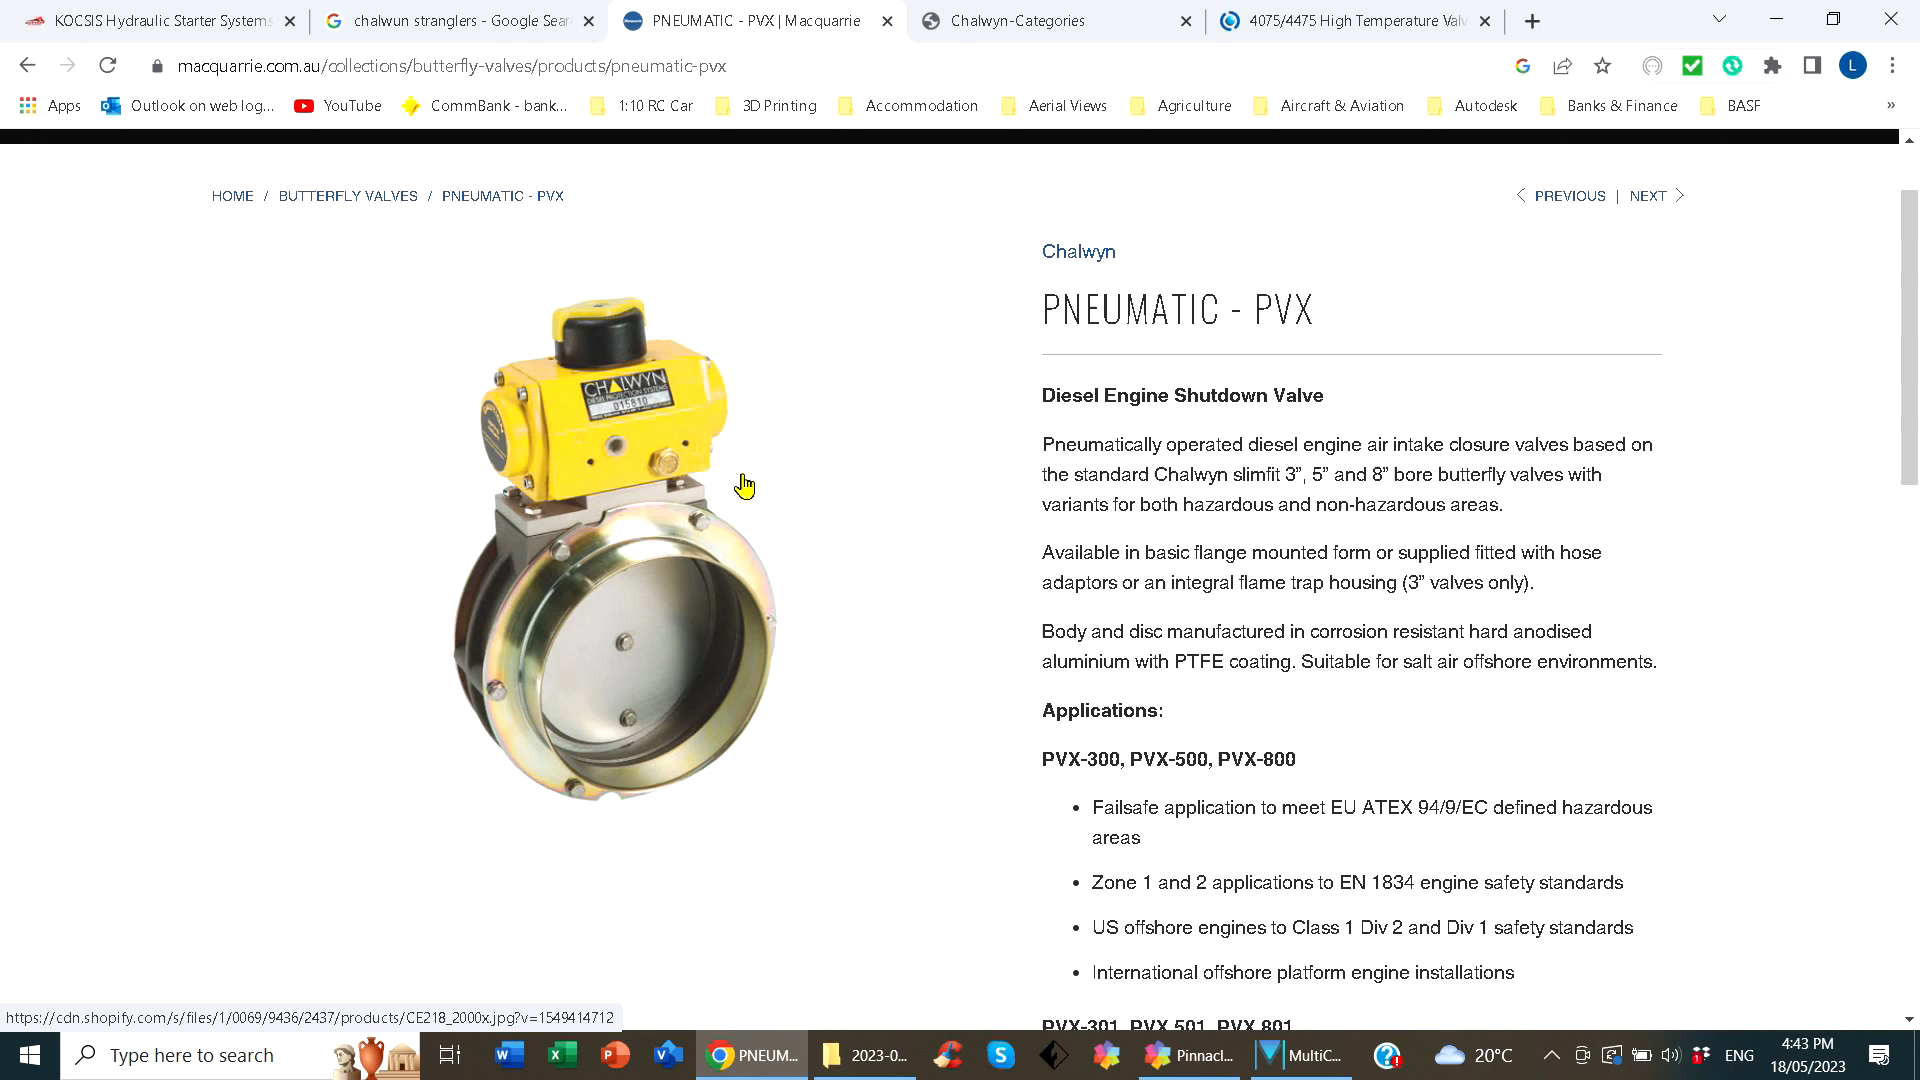 KOCSIS Hydraulic Starter Systems
chalwun stranglers - Google Sear
PNEUMATIC - PVX | Macquarrie
Chalwyn-Categories
4075/4475 High Temperature Valv
macquarrie.com.au/collections/butterfly-valves/products/pneumatic-pvx
L
Apps
Outlook on web log...
YouTube
CommBank - bank...
1:10 RC Car
3D Printing
Accommodation
Aerial Views
Agriculture
Aircraft & Aviation
Autodesk
Banks & Finance
BASF
»
HOME / BUTTERFLY VALVES / PNEUMATIC - PVX
PREVIOUS | NEXT
Chalwyn
PNEUMATIC - PVX
CHALWYN
DIESEL PROTECTION SYSTEMS
015810
Diesel Engine Shutdown Valve
Pneumatically operated diesel engine air intake closure valves based on
the standard Chalwyn slimfit 3”, 5” and 8” bore butterfly valves with
variants for both hazardous and non-hazardous areas.
Available in basic flange mounted form or supplied fitted with hose
adaptors or an integral flame trap housing (3” valves only).
Body and disc manufactured in corrosion resistant hard anodised
aluminium with PTFE coating. Suitable for salt air offshore environments.
Applications:
PVX-300, PVX-500, PVX-800
• Failsafe application to meet EU ATEX 94/9/EC defined hazardous
areas
• Zone 1 and 2 applications to EN 1834 engine safety standards
• US offshore engines to Class 1 Div 2 and Div 1 safety standards
• International offshore platform engine installations
PVX-301, PVX-501, PVX-801
https://cdn.shopify.com/s/files/1/0069/9436/2437/products/CE218_2000x.jpg?v=1549414712
Type here to search
PNEUM...
2023-0...
Pinnacl...
MultiC...
20°C
ENG
4:43 PM
18/05/2023